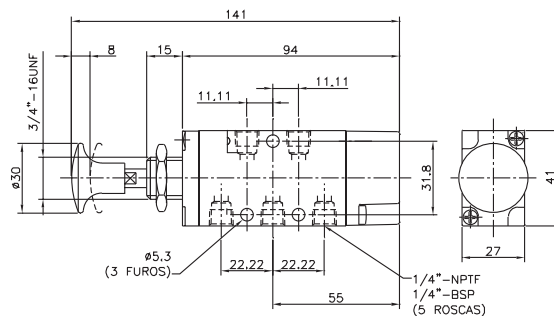 141
8
15
94
3/4"-16UNF
11.11
11.11
ø30
31.8
41
ø5.3
(3 FUROS)
22.22
22.22
27
1/4"-NPTF
1/4"-BSP
(5 ROSCAS)
55